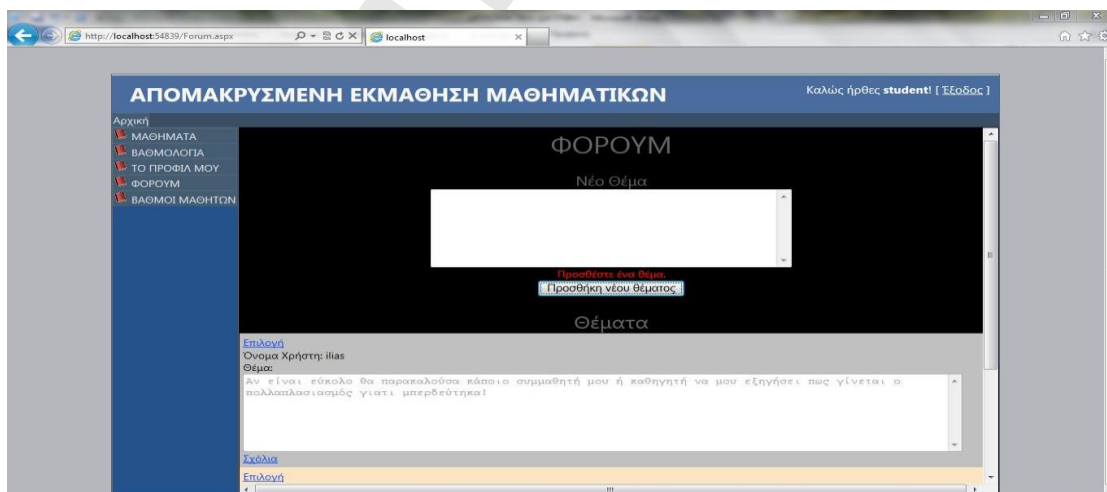 http://localhost:54839/Forum.aspx
localhost
ΑΠΟΜΑΚΡΥΣΜΕΝΗ ΕΚΜΑΘΗΣΗ ΜΑΘΗΜΑΤΙΚΩΝ
Καλώς ήρθες student! [ Έξοδος ]
Αρχική
ΜΑΘΗΜΑΤΑ
ΒΑΘΜΟΛΟΓΙΑ
ΤΟ ΠΡΟΦΙΛ ΜΟΥ
ΦΟΡΟΥΜ
ΒΑΘΜΟΙ ΜΑΘΗΤΩΝ
ΦΟΡΟΥΜ
Νέο Θέμα
Προσθέστε ένα θέμα.
Προσθήκη νέου θέματος
Θέματα
Επιλογή
Όνομα Χρήστη: ilias
Θέμα:
Αν είναι εύκολο θα παρακαλούσα κάποιο συμμαθητή μου ή καθηγητή να μου εξηγήσει πως γίνεται ο
πολλαπλασιασμός γιατι μπερδεύτηκα!
Σχόλια
Επιλογή